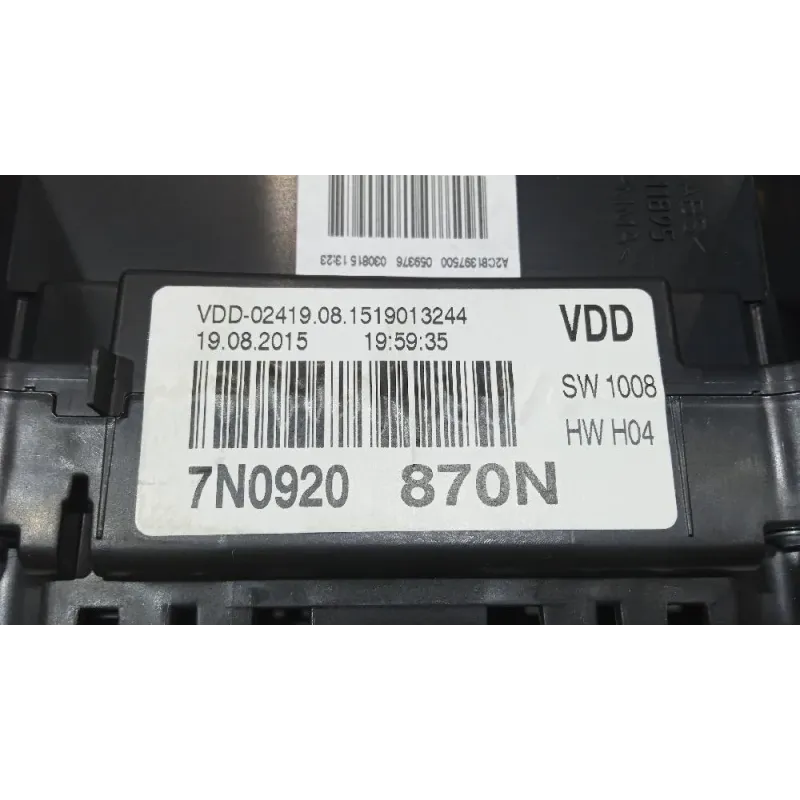 A2C81397500 059376 030815 13:23
VDD-02419.08.1519013244
19.08.2015 19:59:35
VDD
SW 1008
HW H04
7N0920 870N